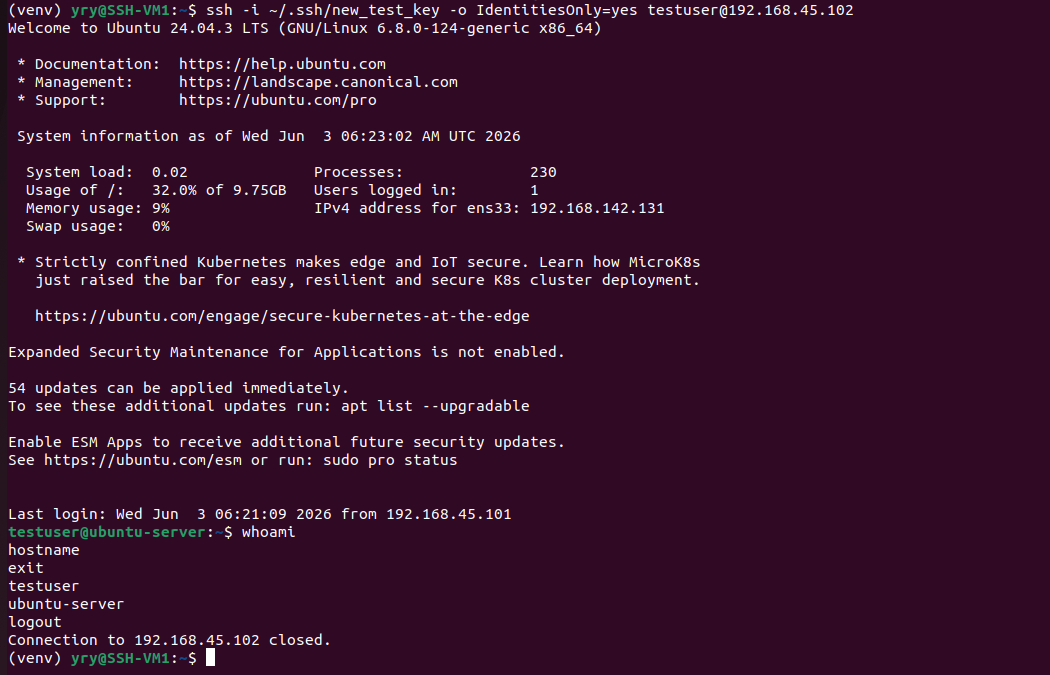 (venv) yry@SSH-VM1:~$ ssh -i ~/.ssh/new_test_key -o IdentitiesOnly=yes testuser@192.168.45.102
Welcome to Ubuntu 24.04.3 LTS (GNU/Linux 6.8.0-124-generic x86_64)

 * Documentation:  https://help.ubuntu.com
 * Management:     https://landscape.canonical.com
 * Support:        https://ubuntu.com/pro

 System information as of Wed Jun  3 06:23:02 AM UTC 2026

  System load:  0.02              Processes:              230
  Usage of /:   32.0% of 9.75GB   Users logged in:        1
  Memory usage: 9%                IPv4 address for ens33: 192.168.142.131
  Swap usage:   0%

 * Strictly confined Kubernetes makes edge and IoT secure. Learn how MicroK8s
   just raised the bar for easy, resilient and secure K8s cluster deployment.

   https://ubuntu.com/engage/secure-kubernetes-at-the-edge

Expanded Security Maintenance for Applications is not enabled.

54 updates can be applied immediately.
To see these additional updates run: apt list --upgradable

Enable ESM Apps to receive additional future security updates.
See https://ubuntu.com/esm or run: sudo pro status


Last login: Wed Jun  3 06:21:09 2026 from 192.168.45.101
testuser@ubuntu-server:~$ whoami
hostname
exit
testuser
ubuntu-server
logout
Connection to 192.168.45.102 closed.
(venv) yry@SSH-VM1:~$